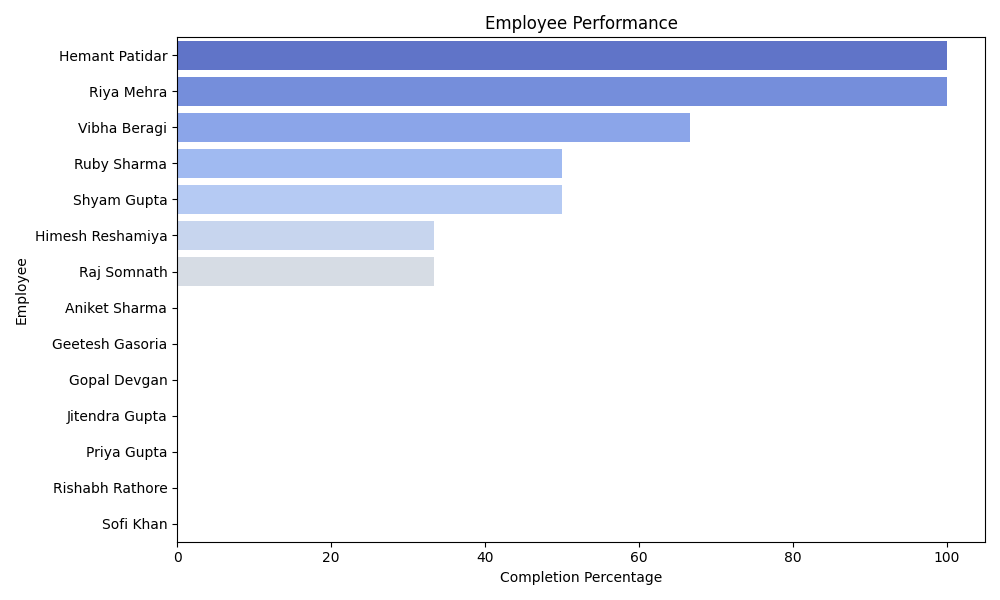 Employee Performance
Hemant Patidar
Riya Mehra
Vibha Beragi
Ruby Sharma
Shyam Gupta
Himesh Reshamiya
Raj Somnath
Aniket Sharma
Geetesh Gasoria
Gopal Devgan
Jitendra Gupta
Priya Gupta
Rishabh Rathore
Sofi Khan
Employee
0 20 40 60 80 100
Completion Percentage